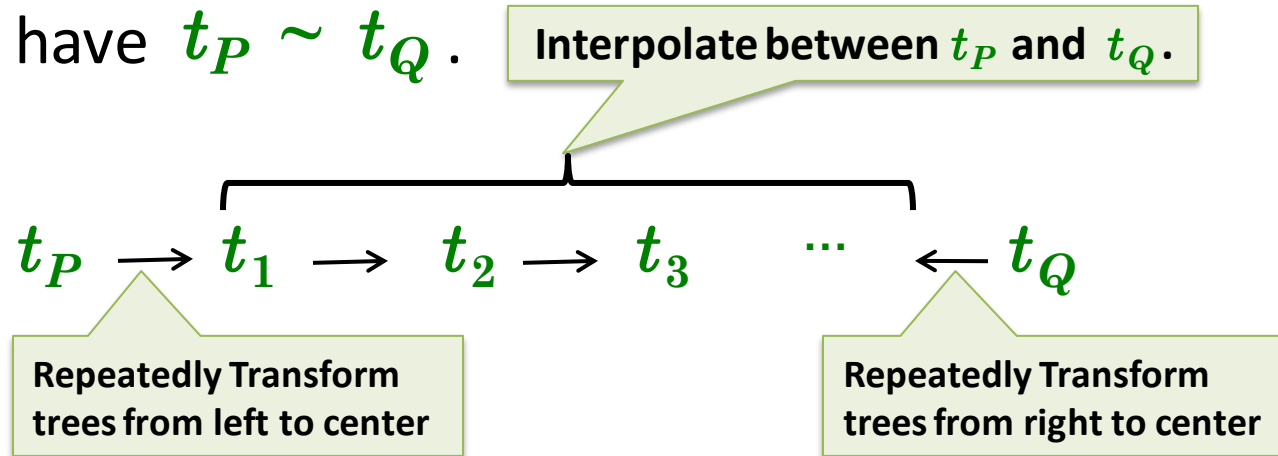 have t_P ~ t_Q .
Interpolate between t_P and t_Q.
t_P → t_1 → t_2 → t_3 ... ← t_Q
Repeatedly Transform
trees from left to center
Repeatedly Transform
trees from right to center